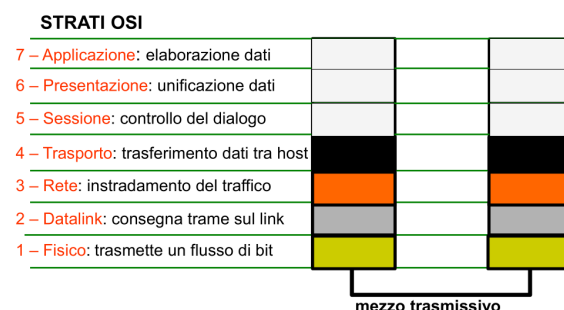 STRATI OSI
7 – Applicazione: elaborazione dati
6 – Presentazione: unificazione dati
5 – Sessione: controllo del dialogo
4 – Trasporto: trasferimento dati tra host
3 – Rete: instradamento del traffico
2 – Datalink: consegna trame sul link
1 – Fisico: trasmette un flusso di bit
mezzo trasmissivo